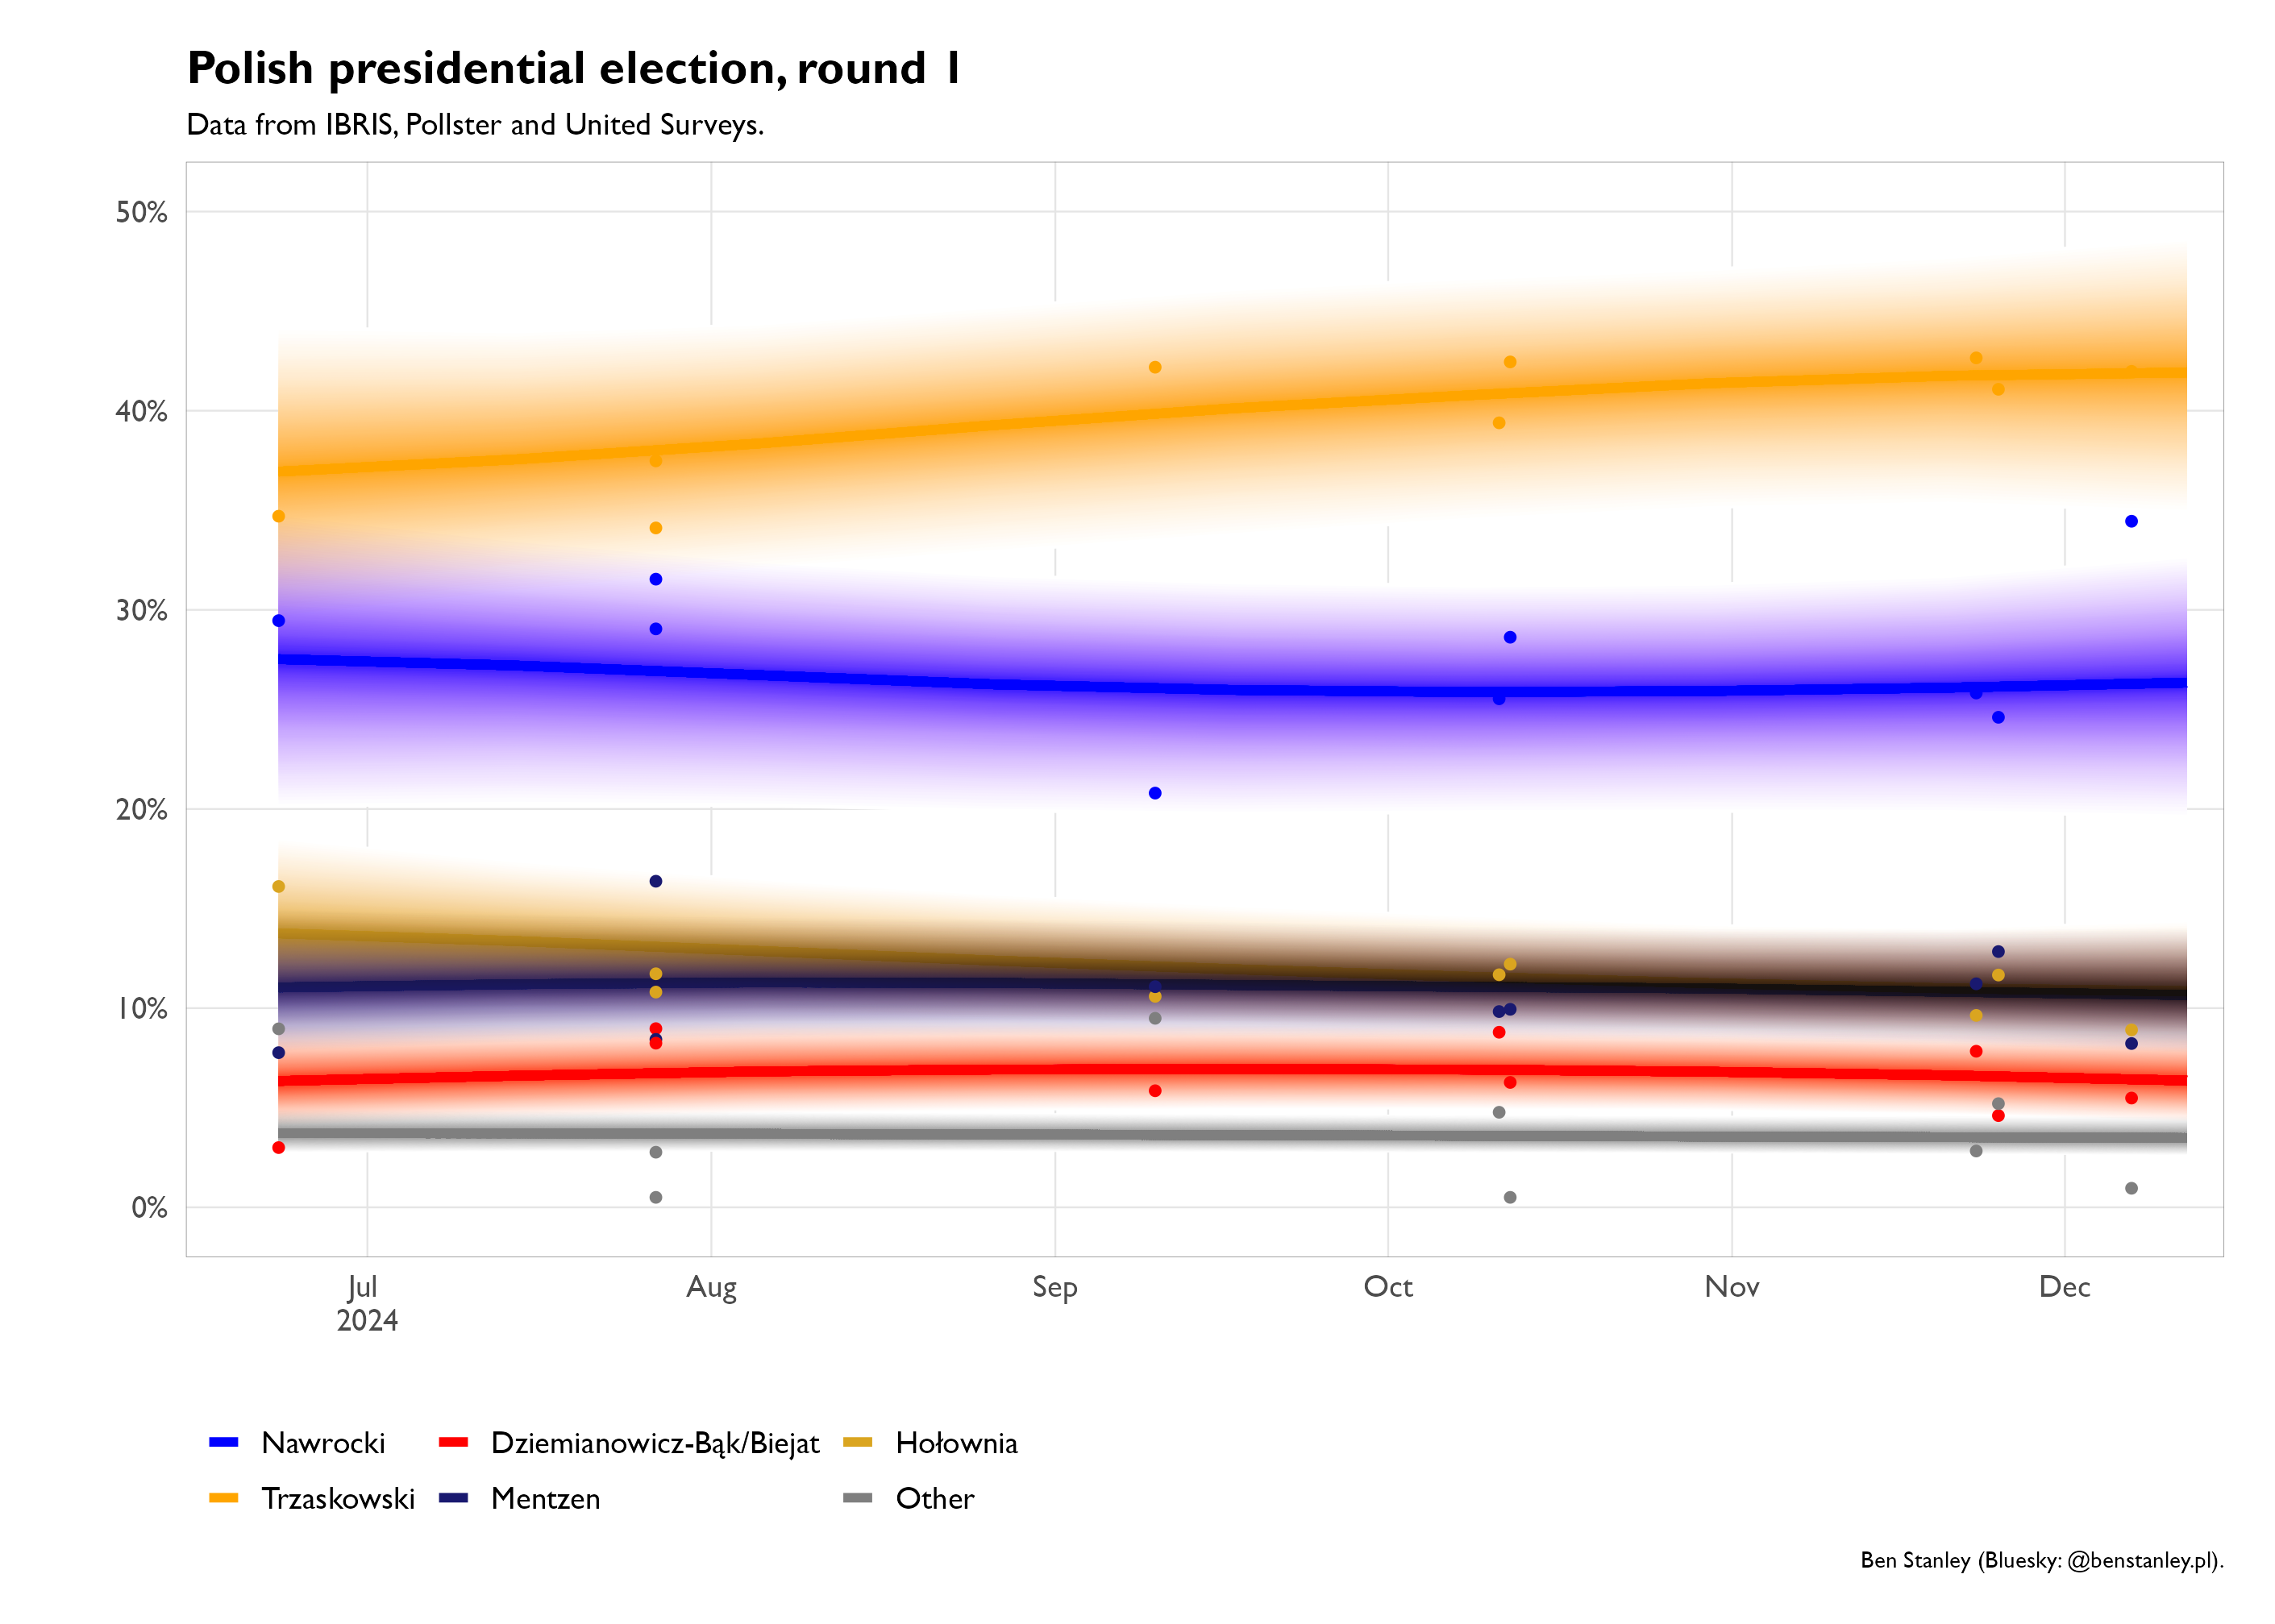 Polish presidential election, round 1
Data from IBRIS, Pollster and United Surveys.
50%
40%
30%
20%
10%
0%
Jul
2024
Aug
Sep
Oct
Nov
Dec
Nawrocki
Dziemianowicz-Bąk/Biejat
Hołownia
Trzaskowski
Mentzen
Other
Ben Stanley (Bluesky: @benstanley.pl).